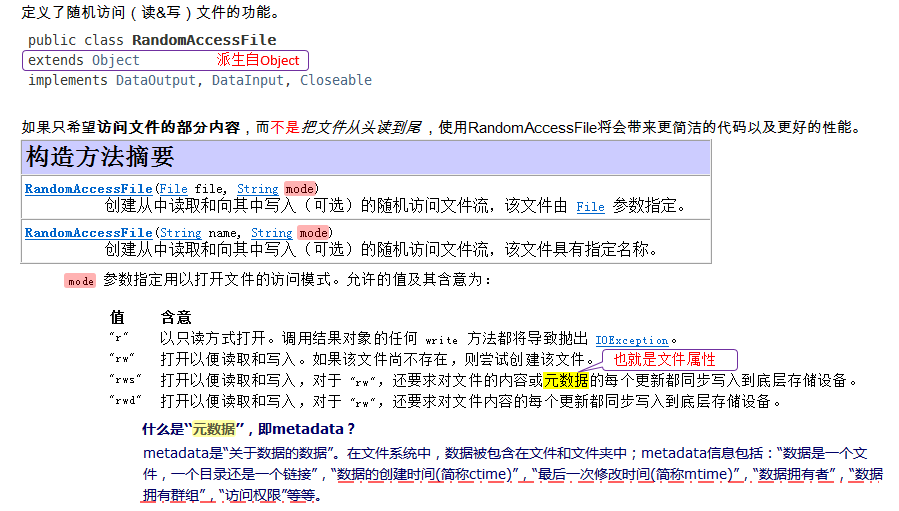 定义了随机访问（读&写）文件的功能。
public class RandomAccessFile
extends Object 派生自Object
implements DataOutput, DataInput, Closeable
如果只希望访问文件的部分内容，而不是把文件从头读到尾，使用RandomAccessFile将会带来更简洁的代码以及更好的性能。
构造方法摘要
RandomAccessFile(File file, String mode)
创建从中读取和向其中写入（可选）的随机访问文件流，该文件由 File 参数指定。
RandomAccessFile(String name, String mode)
创建从中读取和向其中写入（可选）的随机访问文件流，该文件具有指定名称。
mode 参数指定用以打开文件的访问模式。允许的值及其含意为：
值 含意
"r" 以只读方式打开。调用结果对象的任何 write 方法都将导致抛出 IOException。
"rw" 打开以便读取和写入。如果该文件尚不存在，则尝试创建该文件。 也就是文件属性
"rws" 打开以便读取和写入，对于 "rw"，还要求对文件的内容或元数据的每个更新都同步写入到底层存储设备。
"rwd" 打开以便读取和写入，对于 "rw"，还要求对文件内容的每个更新都同步写入到底层存储设备。
什么是“元数据”，即metadata？
metadata是“关于数据的数据”。在文件系统中，数据被包含在文件和文件夹中；metadata信息包括：“数据是一个文
件，一个目录还是一个链接”，“数据的创建时间(简称ctime)”，“最后一次修改时间(简称mtime)”，“数据拥有者”，“数据
拥有群组”，“访问权限”等等。